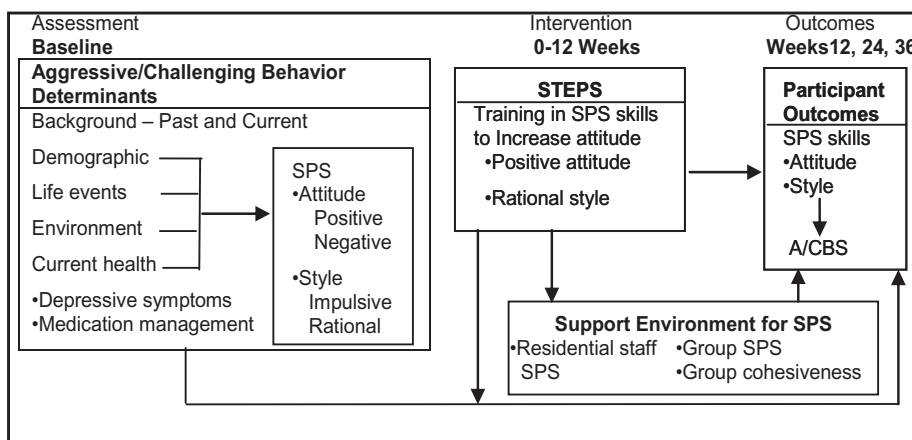 Assessment
Baseline
Aggressive/Challenging Behavior
Determinants
Background – Past and Current
Demographic
Life events
Environment
Current health
•Depressive symptoms
•Medication management
SPS
•Attitude
Positive
Negative
•Style
Impulsive
Rational
Intervention
0-12 Weeks
STEPS
Training in SPS skills
to Increase attitude
•Positive attitude
•Rational style
Outcomes
Weeks12, 24, 36
Participant
Outcomes
SPS skills
•Attitude
•Style
A/CBS
Support Environment for SPS
•Residential staff
SPS
•Group SPS
•Group cohesiveness